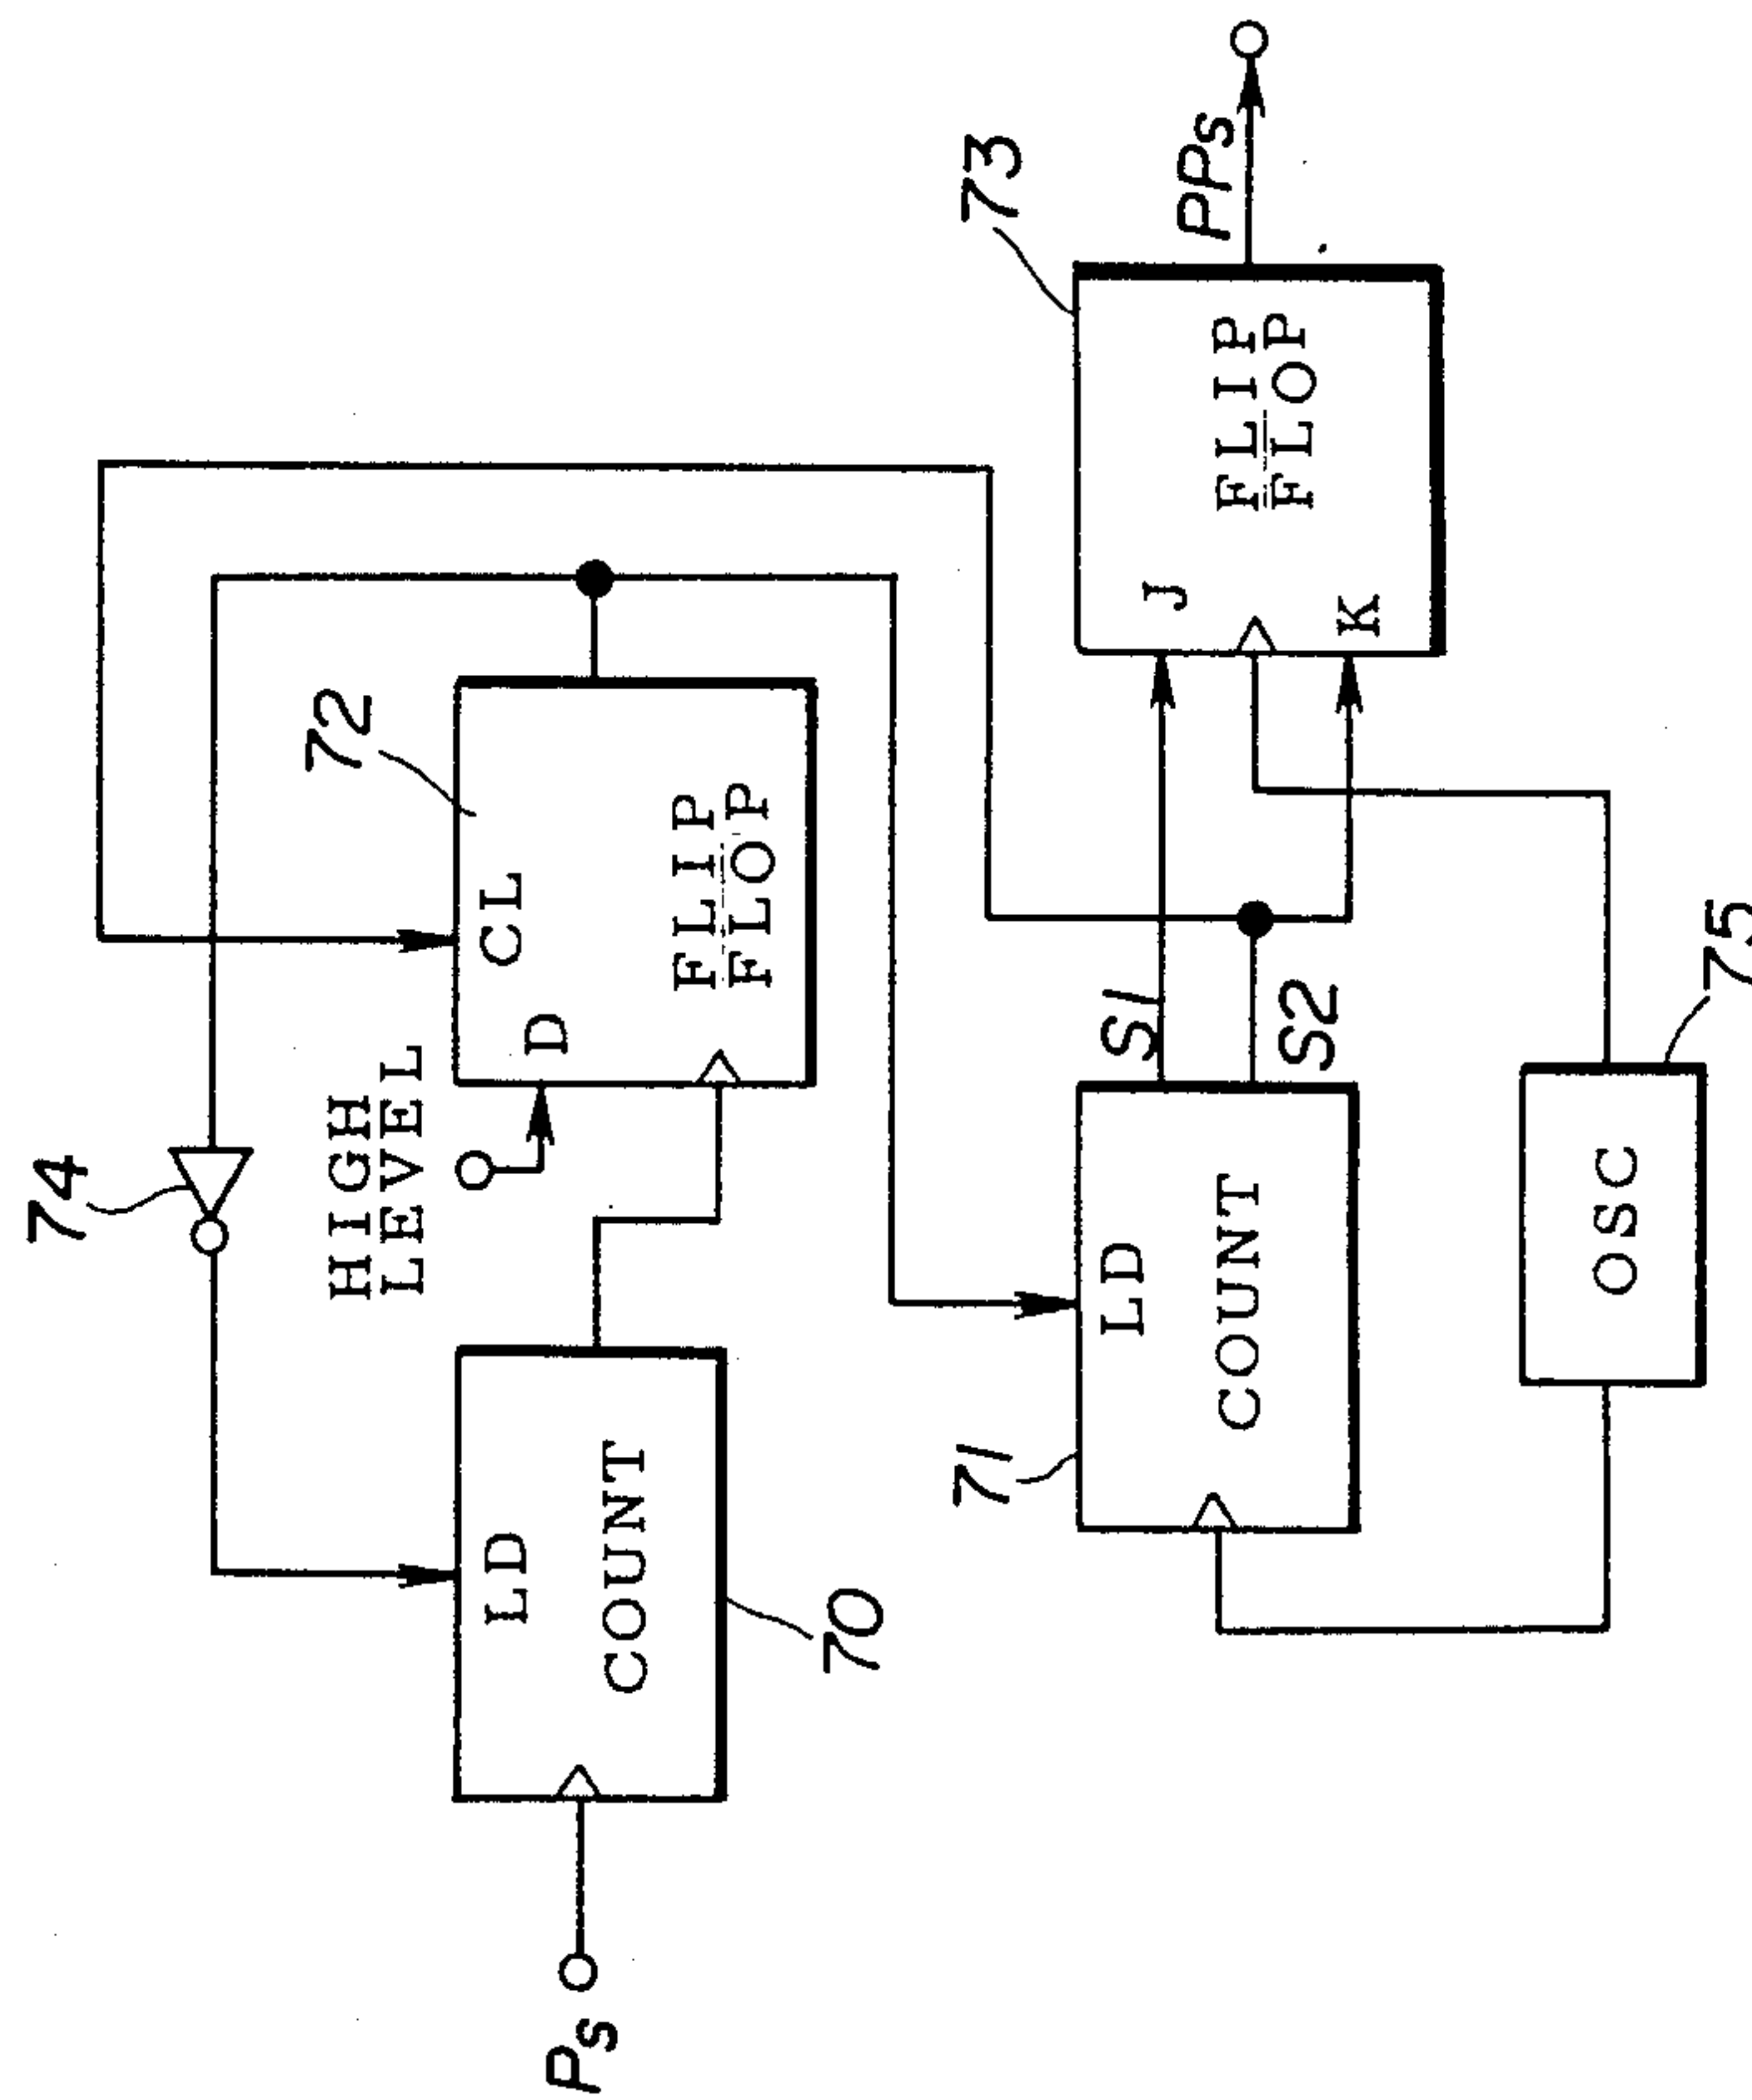 74
HIGH
LEVEL
72
CL
D
FLIP
FLOP
LD
COUNT
70
Ps
73
PPs
J
K
FLIP
FLOP
S1
S2
71
LD
COUNT
OSC
75